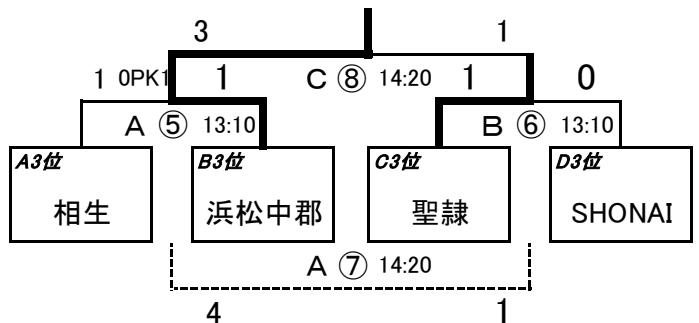 3 1
1 0PK1 1 C ⑧ 14:20 1 0
A ⑤ 13:10 B ⑥ 13:10
A3位 B3位 C3位 D3位
相生 浜松中郡 聖隷 SHONAI
A ⑦ 14:20
4 1